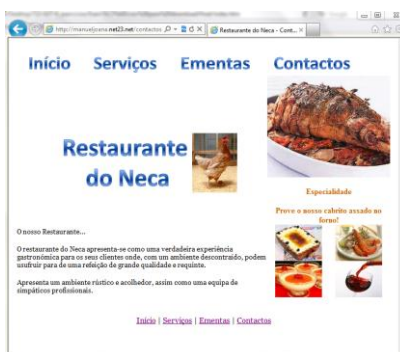 http://manueljoana.net23.net/contactos
Restaurante do Neca - Cont...
Início Serviços Ementas Contactos
Restaurante
do Neca
Especialidade
Prove o nosso cabrito assado no
forno!
O nosso Restaurante...
O restaurante do Neca apresenta-se como uma verdadeira experiência
gastronómica para os seus clientes onde, com um ambiente descontraído, podem
usufruir para de uma refeição de grande qualidade e requinte.
Apresenta um ambiente rústico e acolhedor, assim como uma equipa de
simpáticos profissionais.
Início | Serviços | Ementas | Contactos